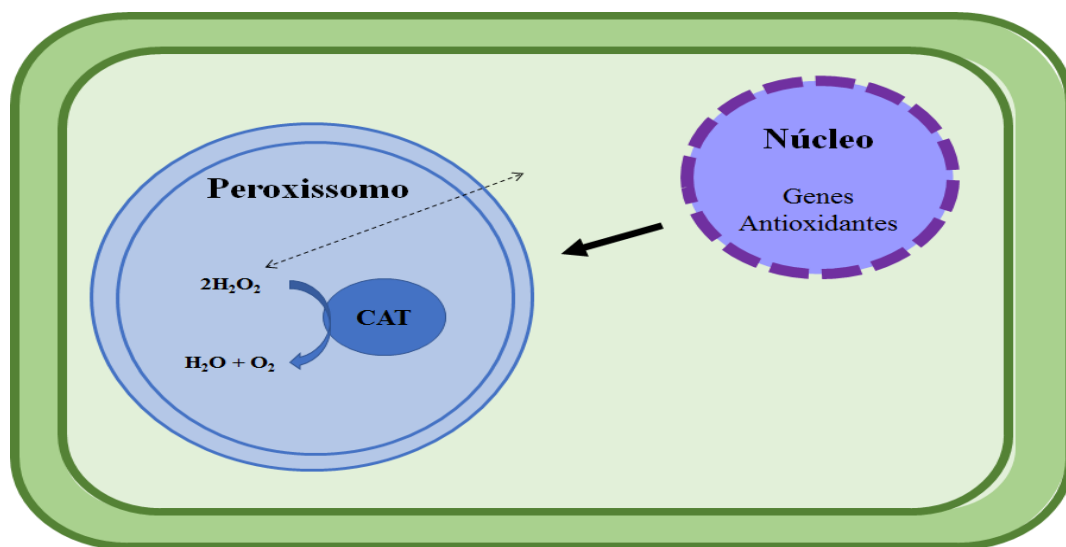 Peroxissomo
2H₂O₂
CAT
H₂O + O₂
Núcleo
Genes
Antioxidantes